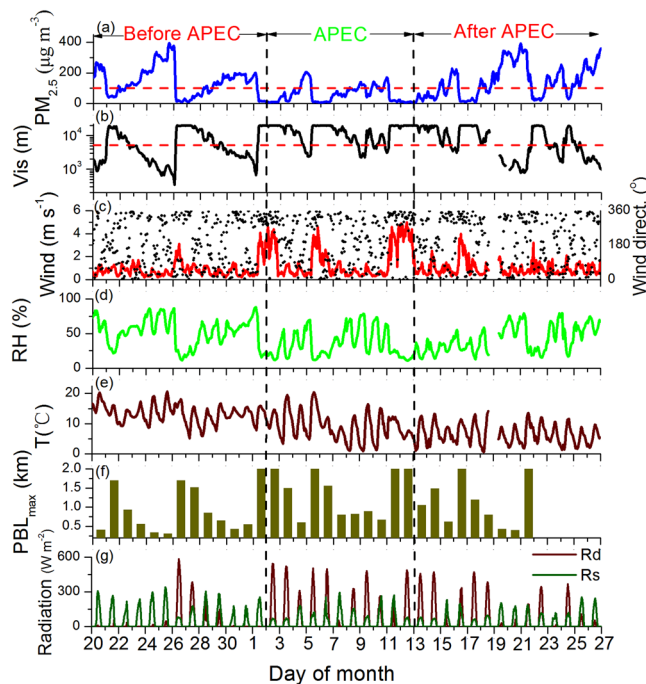 (a) Before APEC APEC After APEC
PM2.5 (μg m-3)
400
200
0
(b)
Vis (m)
10^4
10^3
(c)
Wind (m s-1)
6
4
2
0
360
180
0
Wind direct. (°)
(d)
RH (%)
100
50
0
(e)
T(℃)
20
10
0
(f)
PBLmax (km)
2.0
1.5
1.0
0.5
(g)
Radiation (W m-2)
600
300
0
Rd
Rs
20 22 24 26 28 30 1 3 5 7 9 11 13 15 17 19 21 23 25 27
Day of month